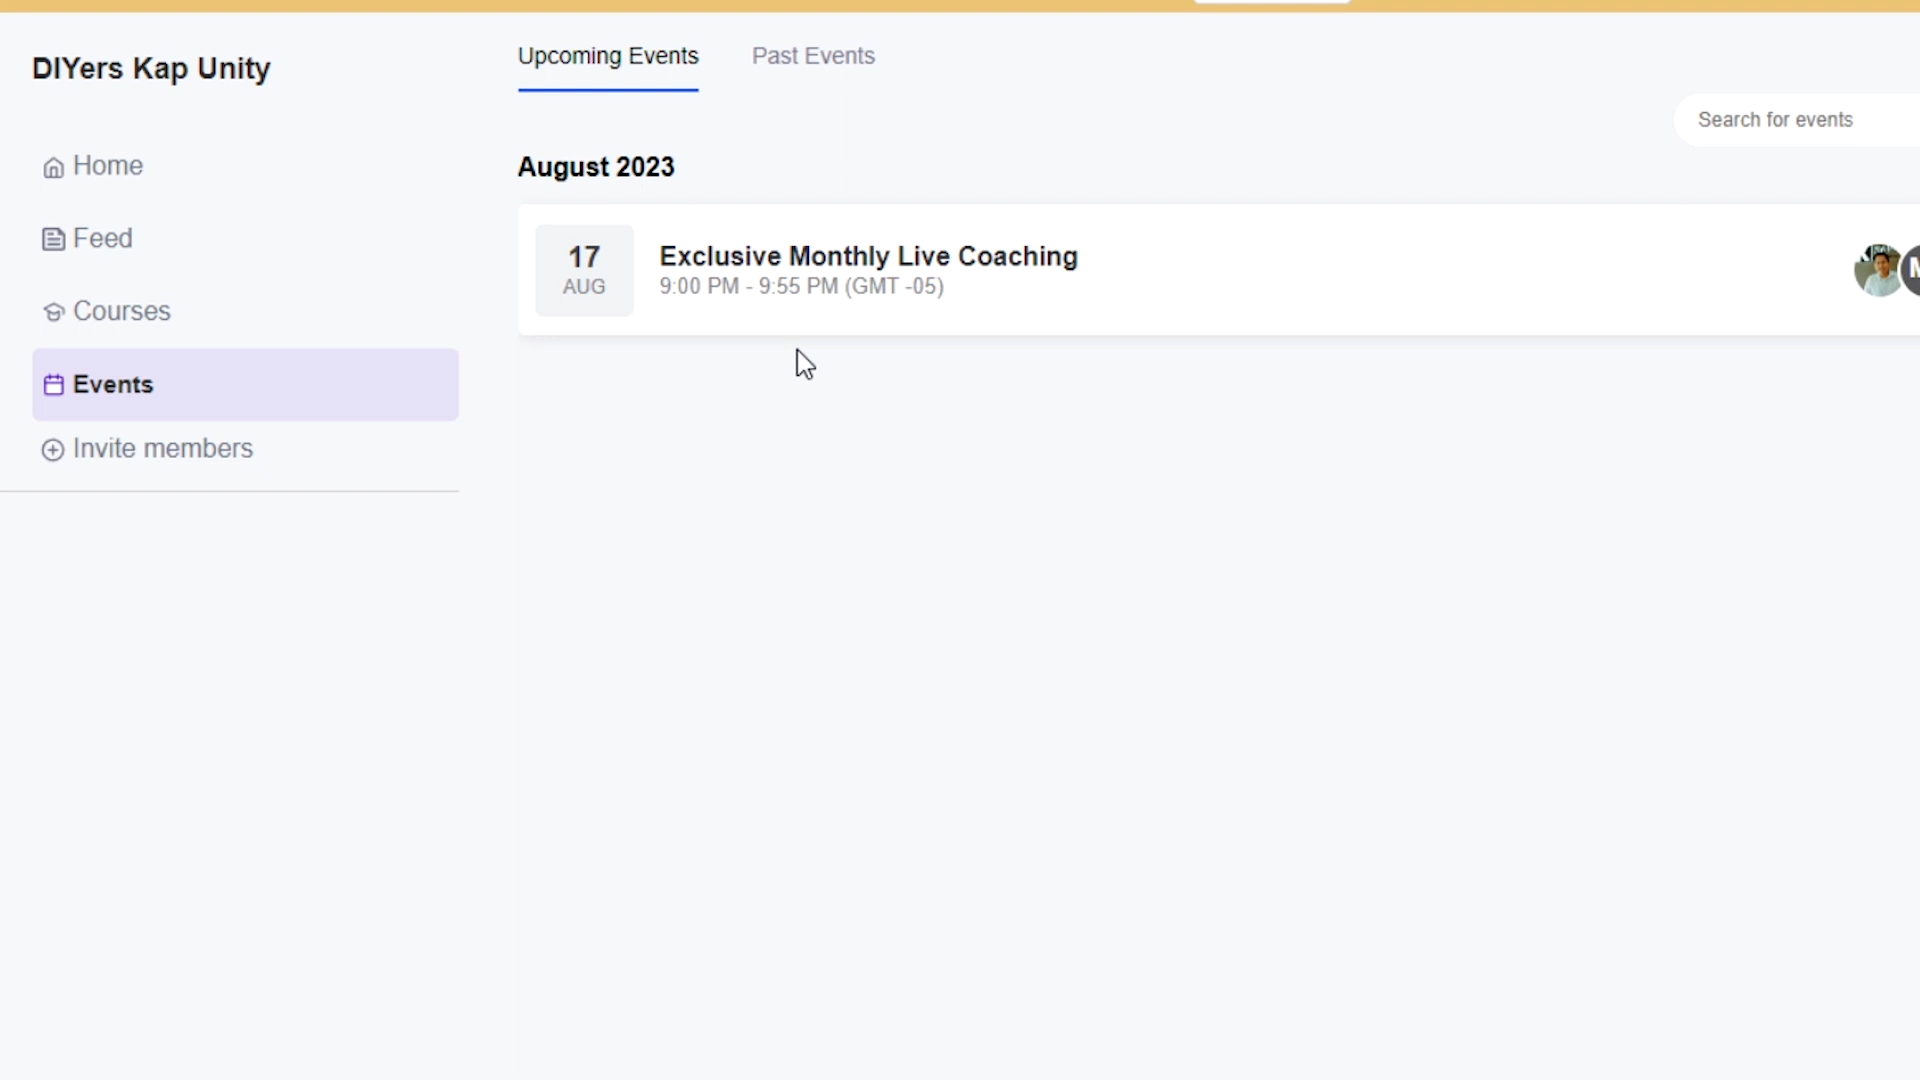 DIYers Kap Unity
Home
Feed
Courses
Events
Invite members
Upcoming Events
Past Events
Search for events
August 2023
17
AUG
Exclusive Monthly Live Coaching
9:00 PM - 9:55 PM (GMT -05)